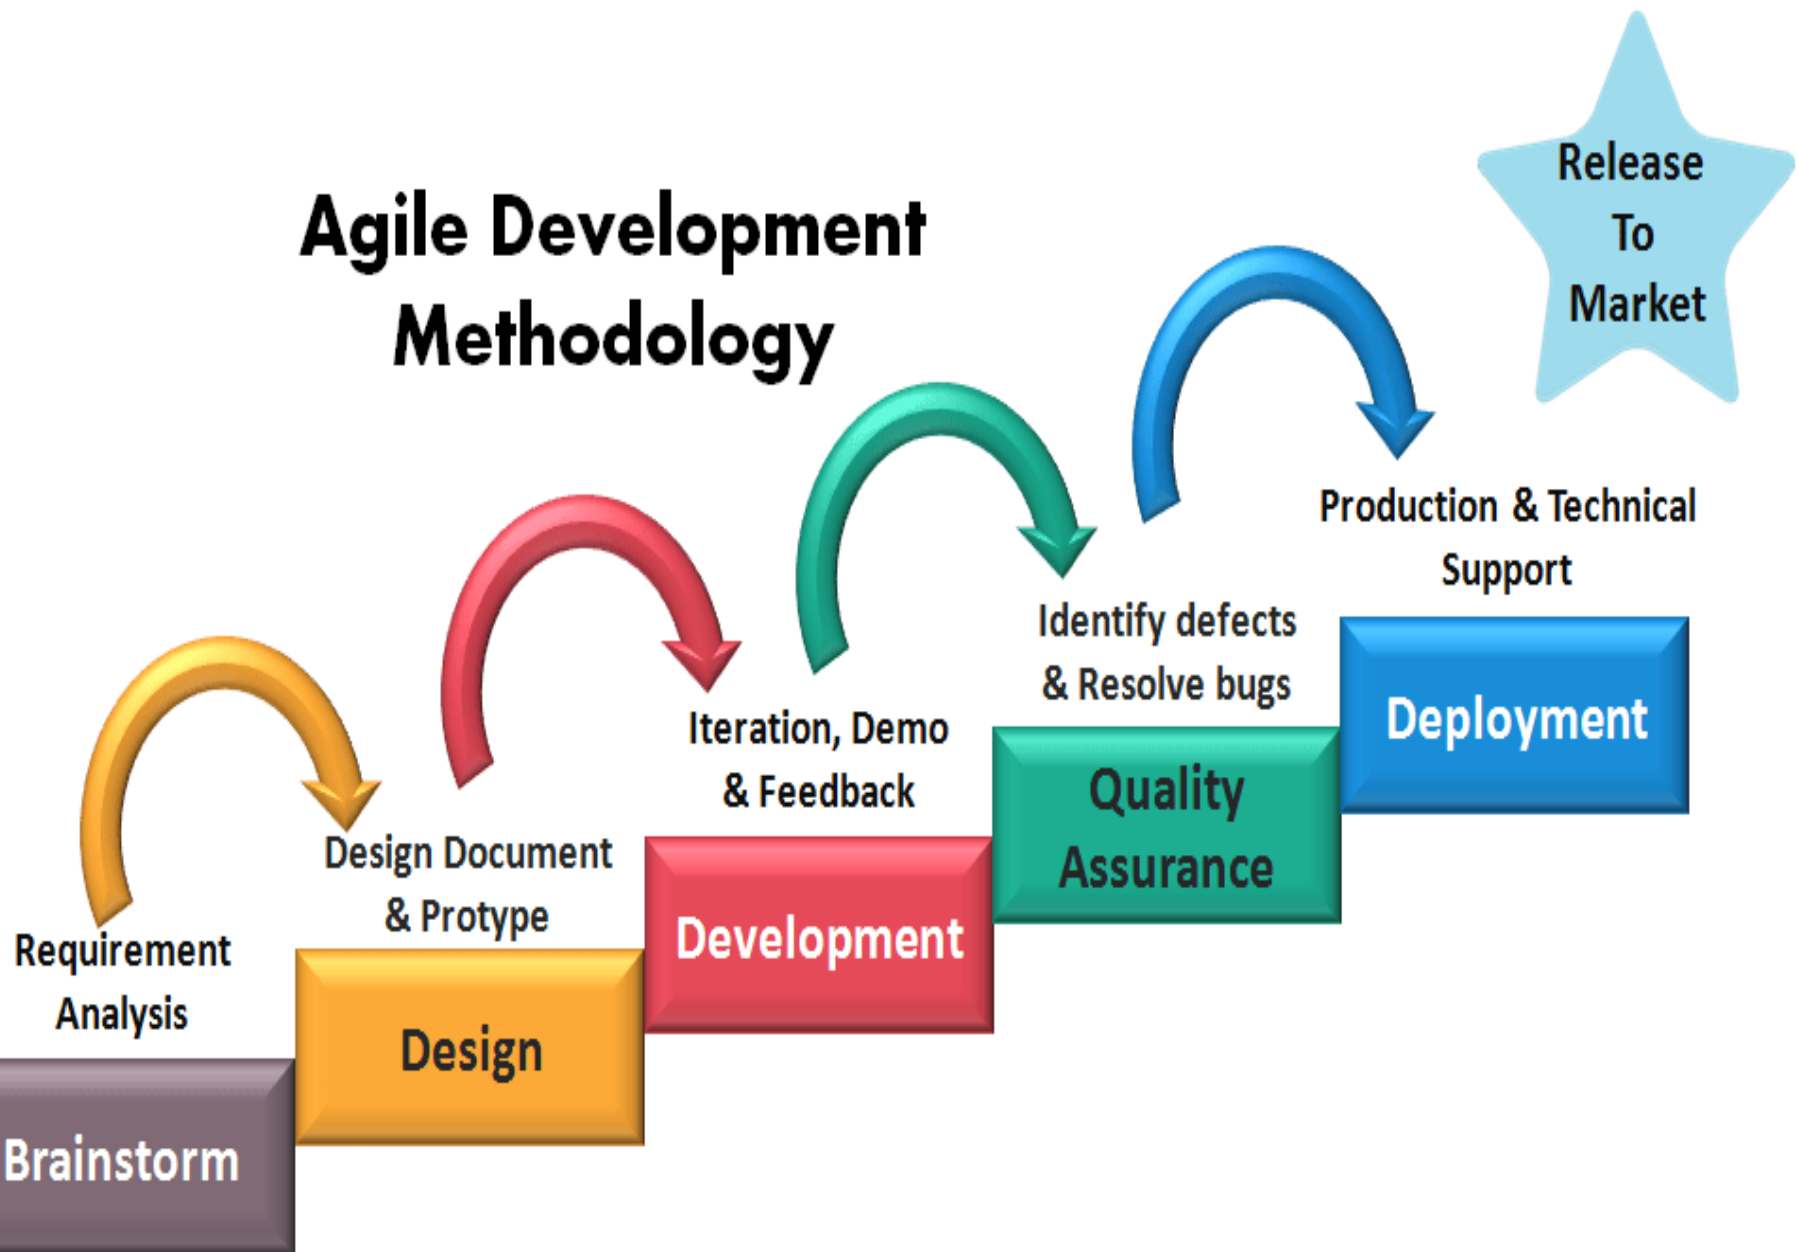 Agile Development
Methodology
Release
To
Market
Requirement
Analysis
Brainstorm
Design Document
& Protype
Design
Iteration, Demo
& Feedback
Development
Identify defects
& Resolve bugs
Quality
Assurance
Production & Technical
Support
Deployment